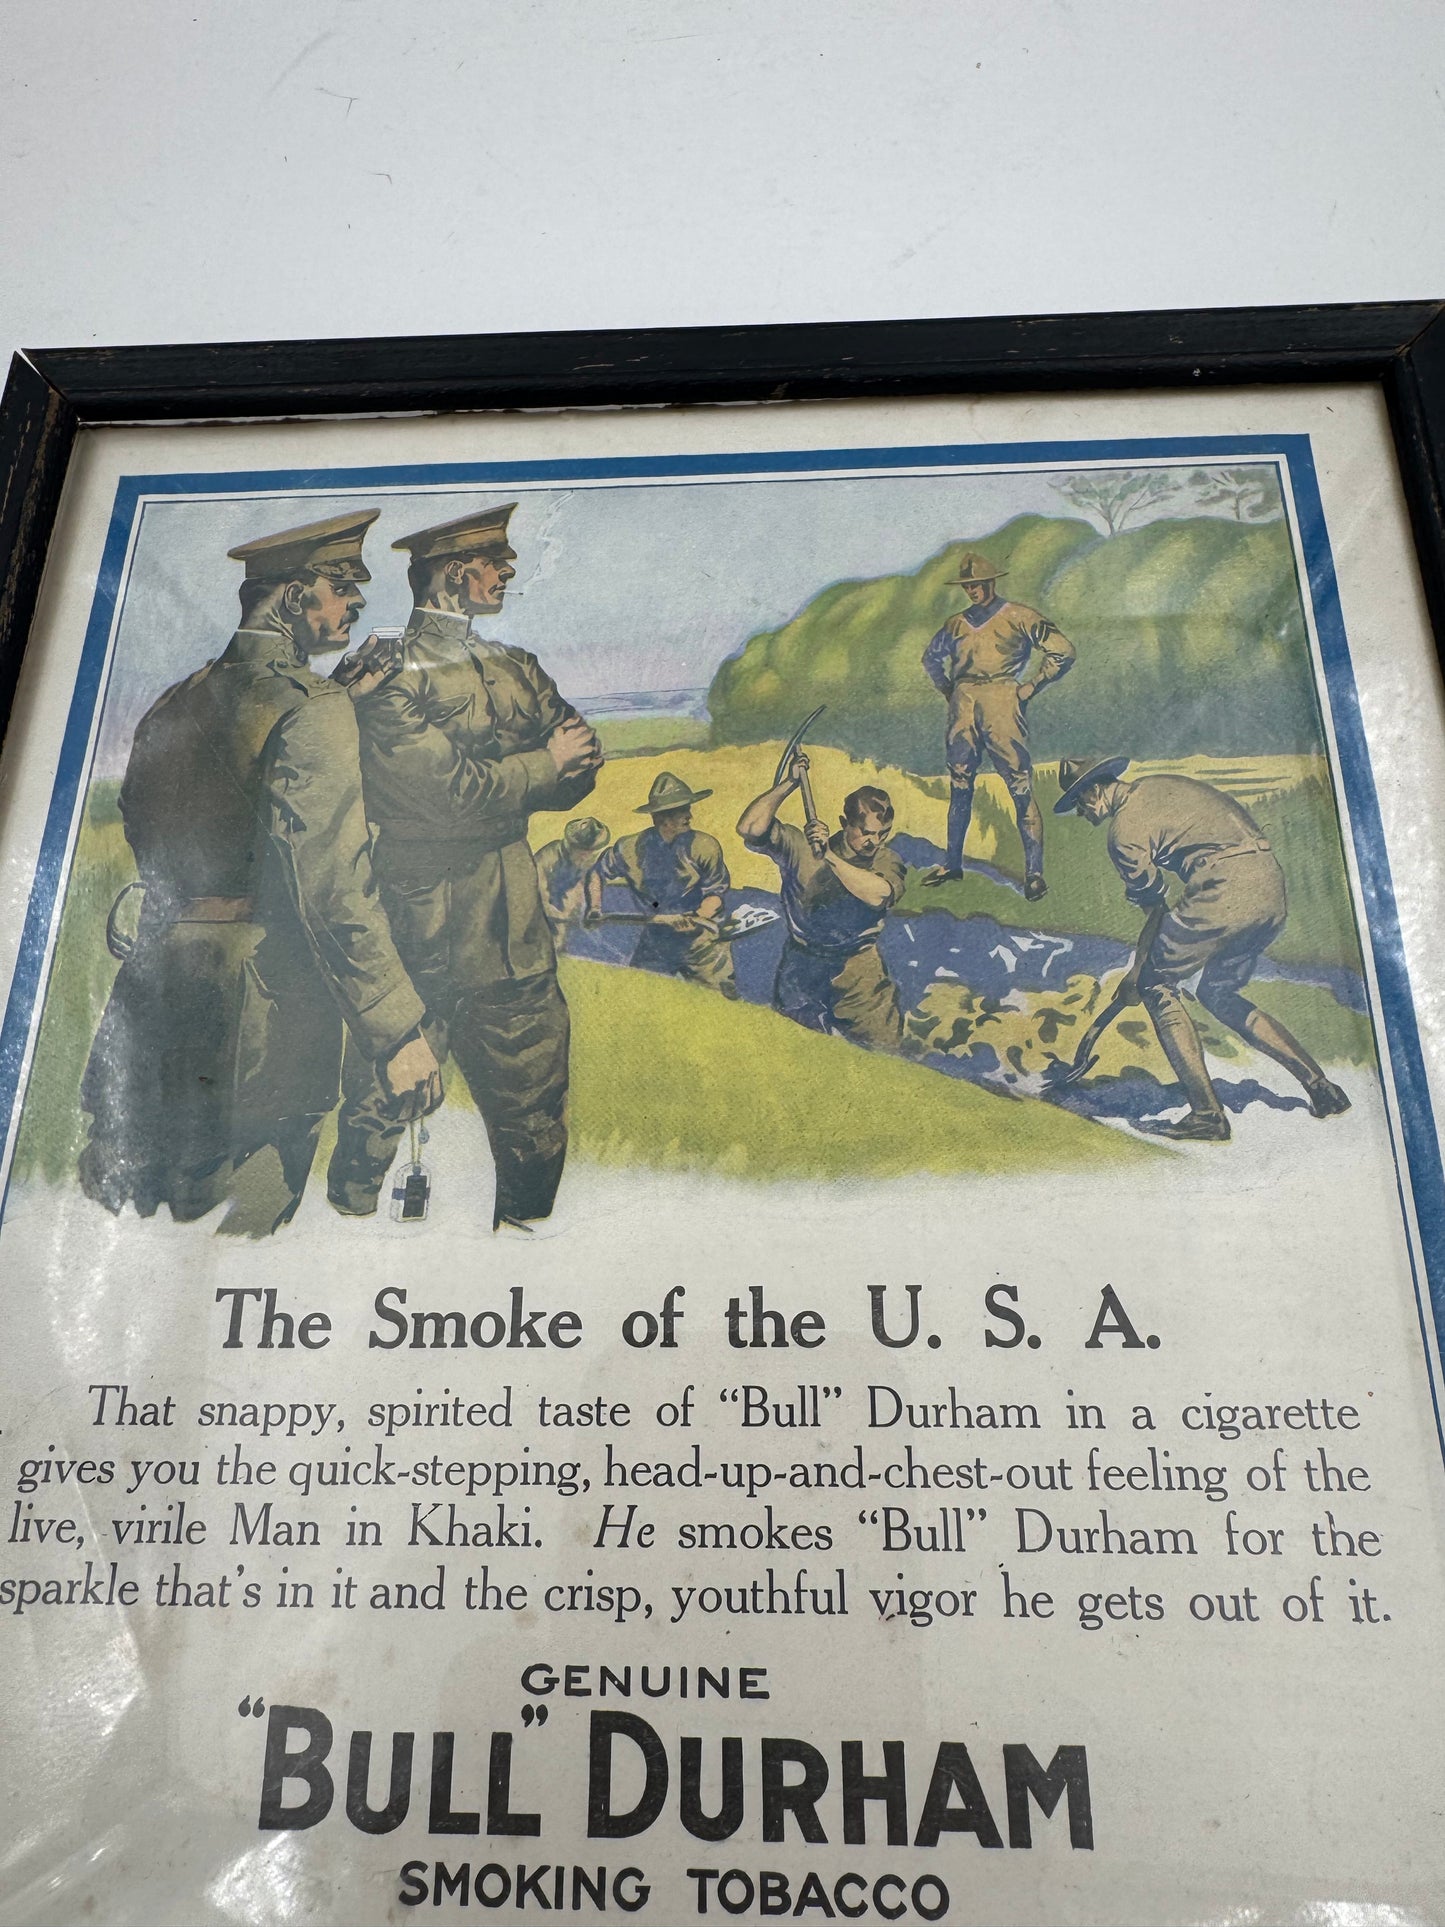 The Smoke of the U. S. A.
That snappy, spirited taste of “Bull” Durham in a cigarette
gives you the quick-stepping, head-up-and-chest-out feeling of the
live, virile Man in Khaki. He smokes “Bull” Durham for the
sparkle that's in it and the crisp, youthful vigor he gets out of it.
GENUINE
“BULL” DURHAM
SMOKING TOBACCO